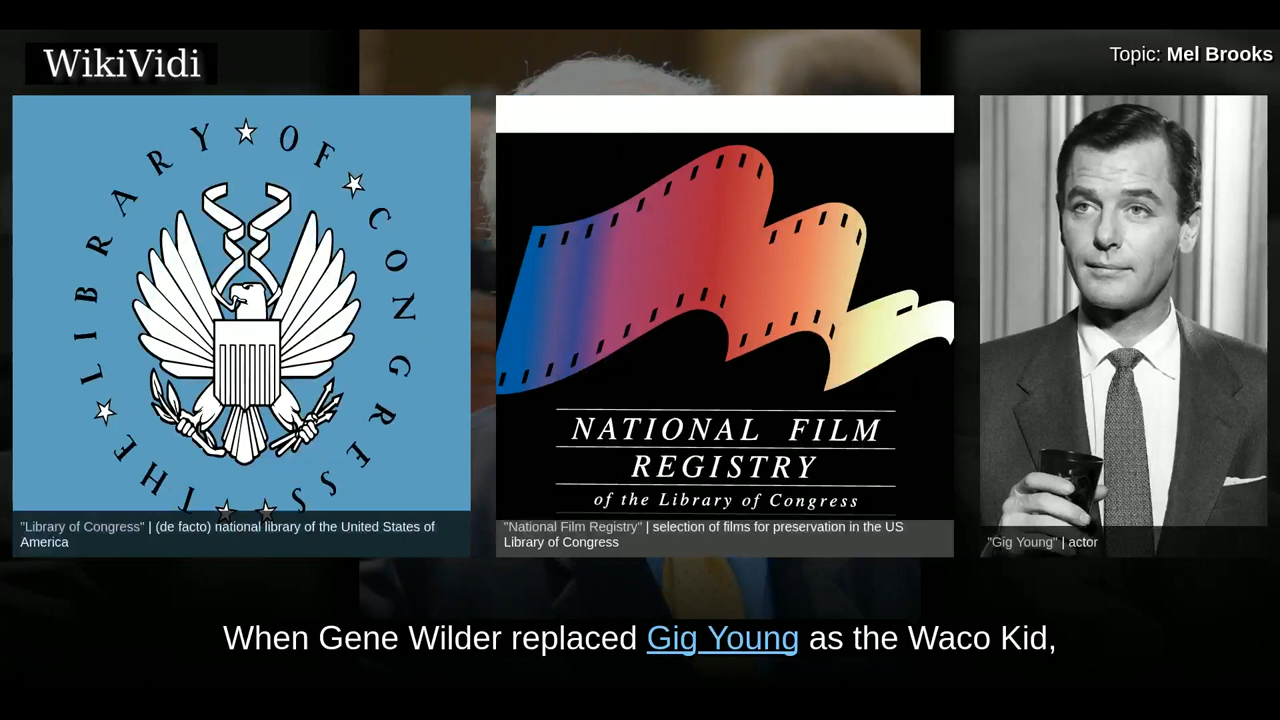 WikiVidi
Topic: Mel Brooks
THE LIBRARY OF CONGRESS
NATIONAL FILM
REGISTRY
of the Library of Congress
"Library of Congress" | (de facto) national library of the United States of
America
"National Film Registry" | selection of films for preservation in the US
Library of Congress
"Gig Young" | actor
When Gene Wilder replaced Gig Young as the Waco Kid,